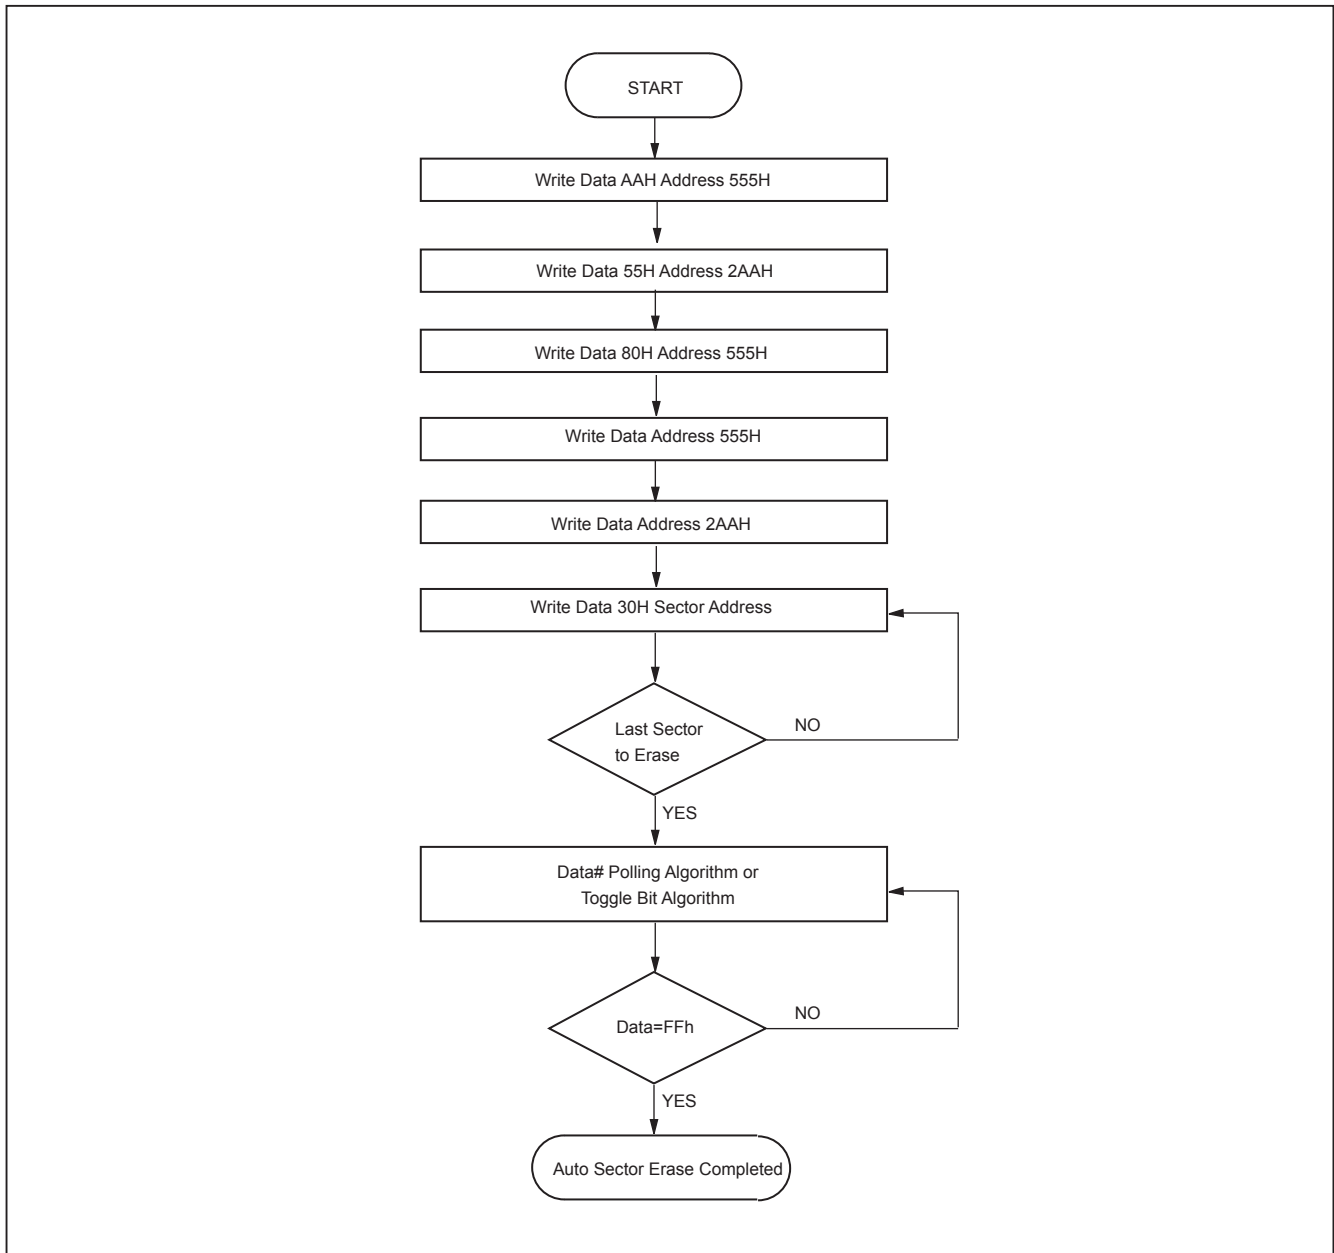 START
Write Data AAH Address 555H
Write Data 55H Address 2AAH
Write Data 80H Address 555H
Write Data Address 555H
Write Data Address 2AAH
Write Data 30H Sector Address
Last Sector
to Erase
NO
YES
Data# Polling Algorithm or
Toggle Bit Algorithm
Data=FFh
NO
YES
Auto Sector Erase Completed